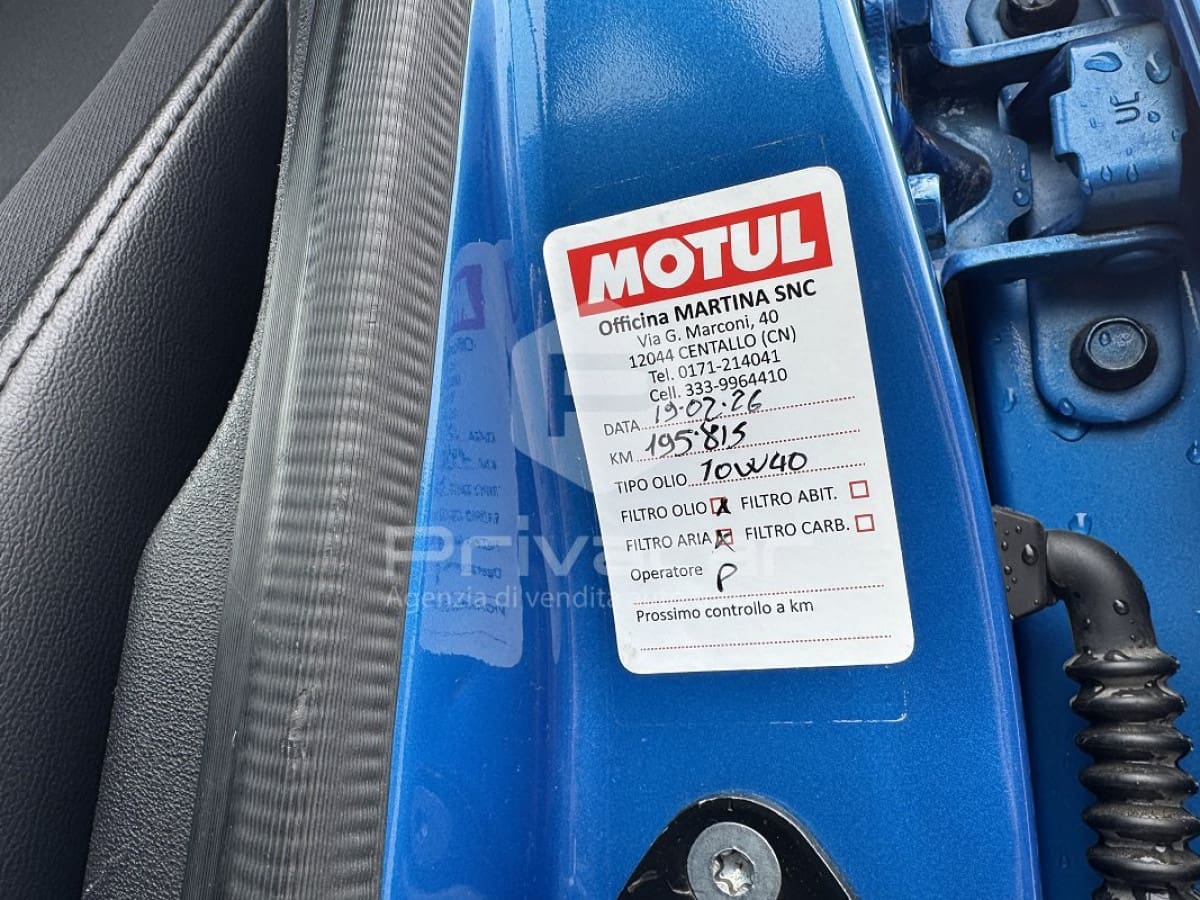 MOTUL
Officina MARTINA SNC
Via G. Marconi, 40
12044 CENTALLO (CN)
Tel. 0171-214041
Cell. 333-9964410
DATA 19.02.26
KM 195.815
TIPO OLIO 10W40
FILTRO OLIO X FILTRO ABIT.
FILTRO ARIA X FILTRO CARB.
Operatore P
Prossimo controllo a km
Agenzia di vendita